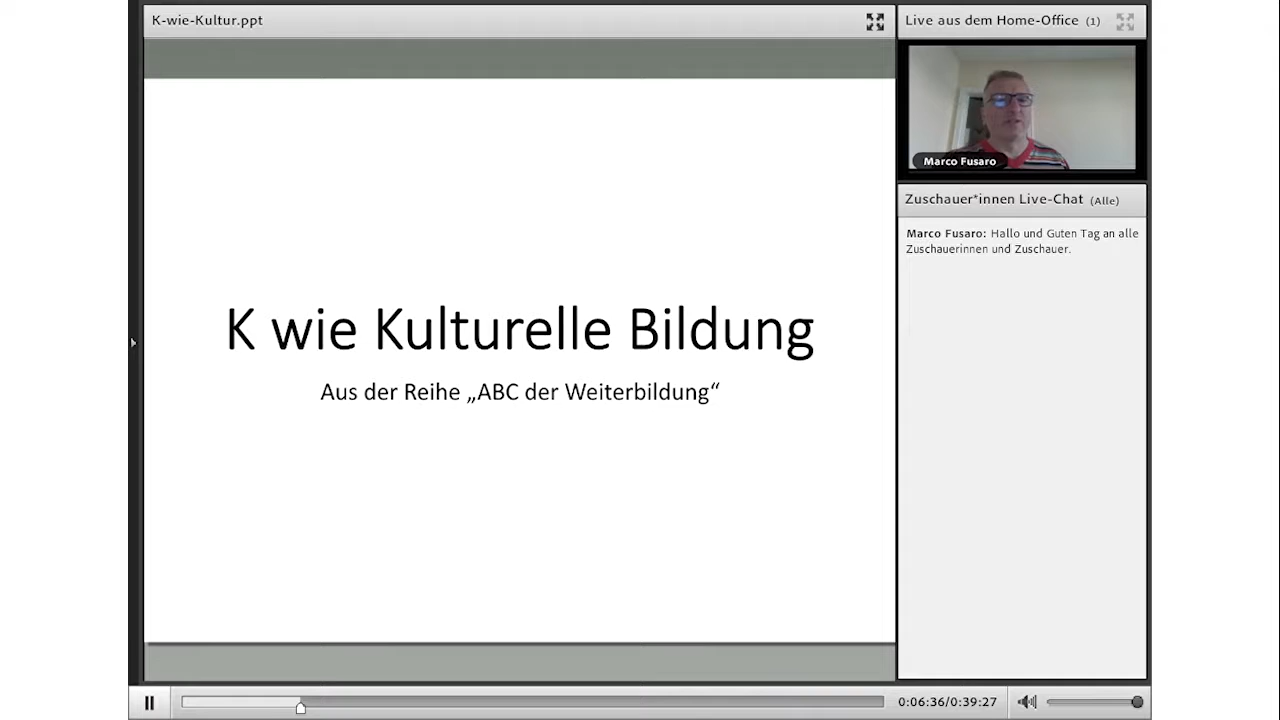 K-wie-Kultur.ppt
Live aus dem Home-Office (1)
Marco Fusaro
Zuschauer*innen Live-Chat (Alle)
Marco Fusaro: Hallo und Guten Tag an alle
Zuschauerinnen und Zuschauer.
K wie Kulturelle Bildung
Aus der Reihe „ABC der Weiterbildung“
0:06:36/0:39:27